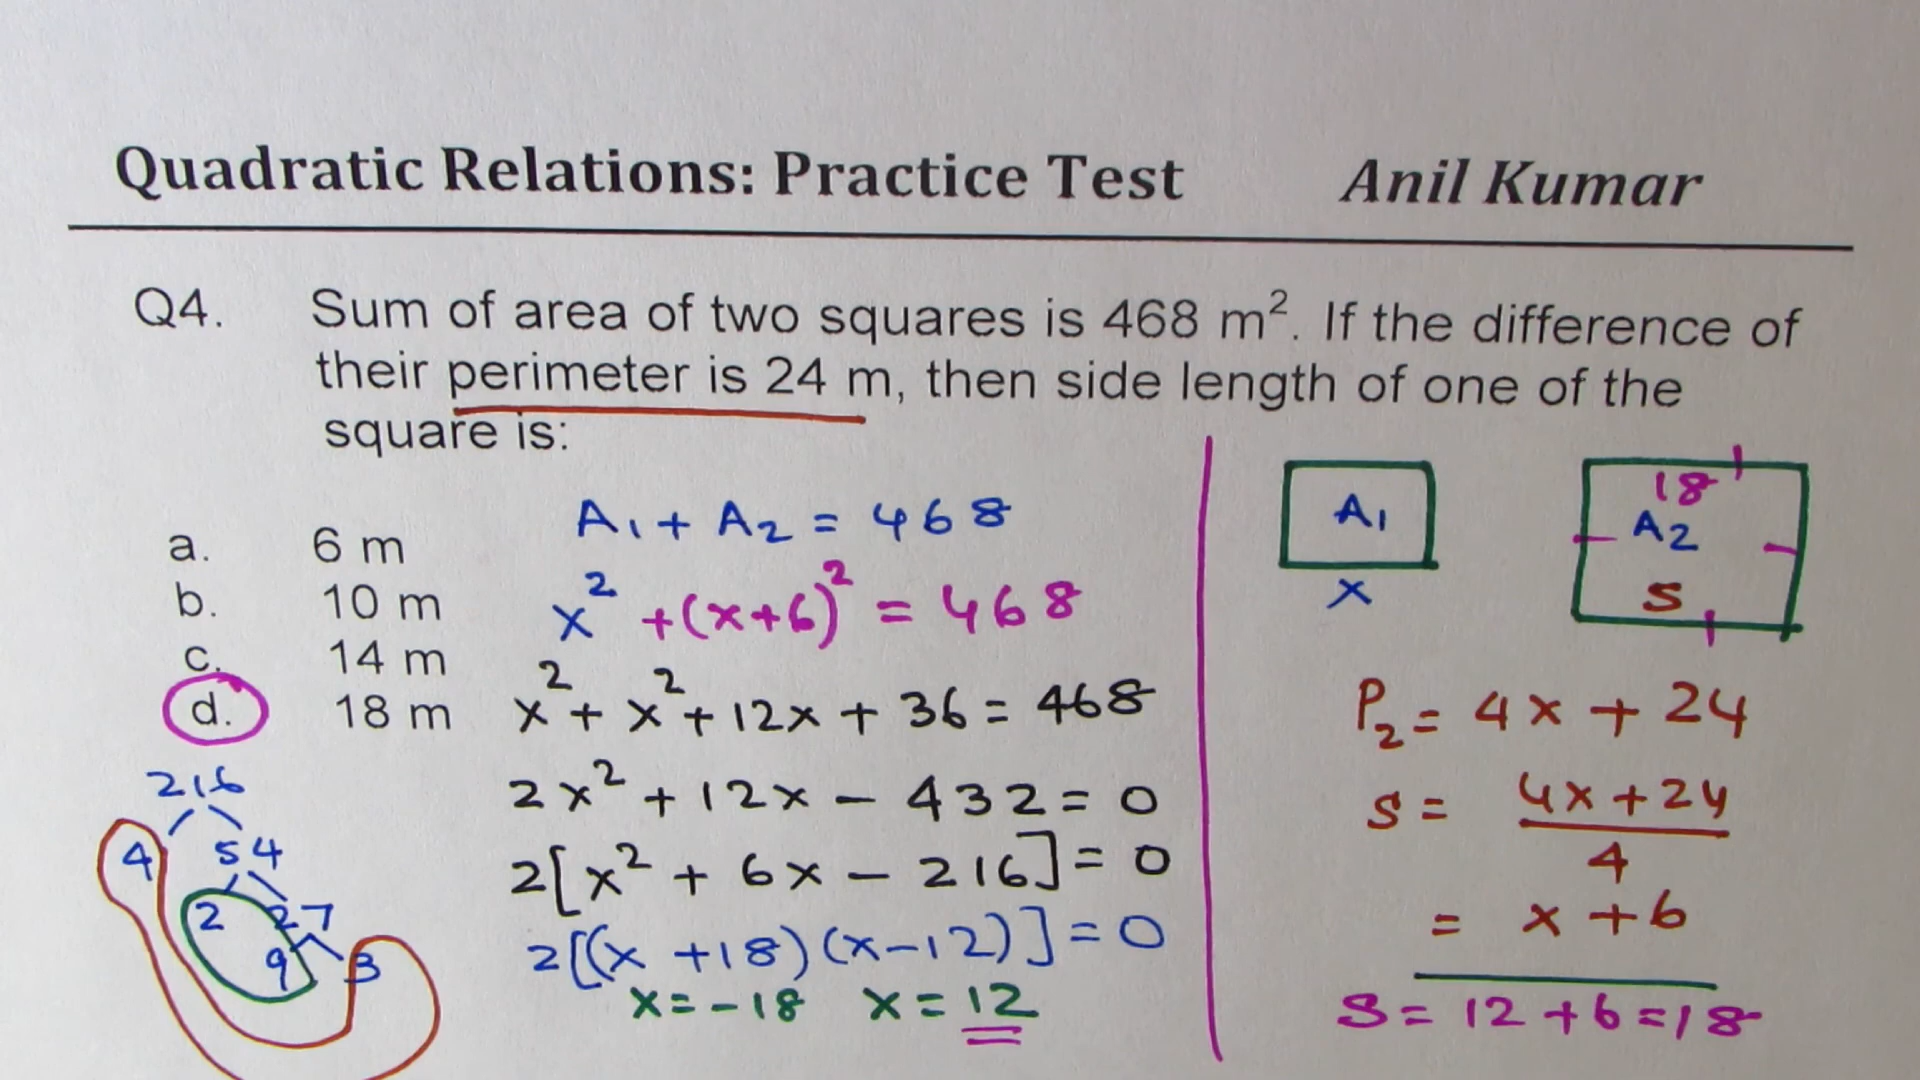 Quadratic Relations: Practice Test Anil Kumar
Q4. Sum of area of two squares is 468 m². If the difference of
their perimeter is 24 m, then side length of one of the
square is:
a. 6 m
b. 10 m
c. 14 m
d. 18 m
A₁ + A₂ = 468
x² + (x+6)² = 468
x² + x² + 12x + 36 = 468
2x² + 12x − 432 = 0
2[x² + 6x − 216] = 0
2[(x +18)(x−12)] = 0
x = −18 x = 12
216
4 54
2 27
9 3
A₁
x
18
A₂
S
P₂ = 4x + 24
S = 4x + 24
4
= x + 6
S = 12 + 6 = 18